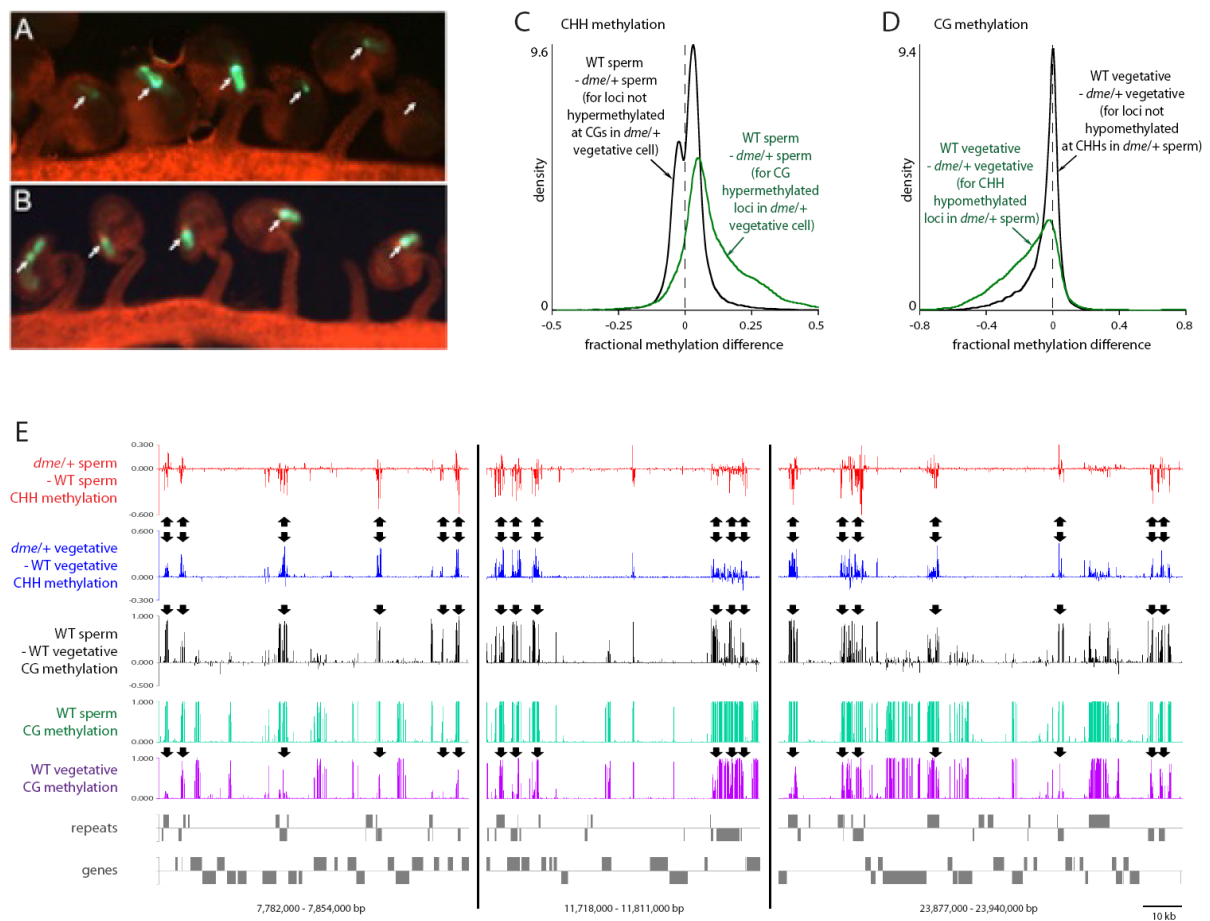 A
B
C
CHH methylation
9.6
WT sperm
- dme/+ sperm
(for loci not
hypermethylated
at CGs in dme/+
vegetative cell)
WT sperm
- dme/+ sperm
(for CG
hypermethylated
loci in dme/+
vegetative cell)
density
0
-0.5
-0.25
0
0.25
0.5
fractional methylation difference
D
CG methylation
9.4
WT vegetative
- dme/+ vegetative
(for loci not
hypomethylated
at CHHs in dme/+ sperm)
WT vegetative
- dme/+ vegetative
(for CHH
hypomethylated
loci in dme/+ sperm)
density
0
-0.8
-0.4
0
0.4
0.8
fractional methylation difference
E
dme/+ sperm
- WT sperm
CHH methylation
0.300
0.000
-0.600
dme/+ vegetative
- WT vegetative
CHH methylation
0.600
0.000
-0.300
WT sperm
- WT vegetative
CG methylation
1.000
0.000
-0.500
WT sperm
CG methylation
1.000
0.000
WT vegetative
CG methylation
1.000
0.000
repeats
genes
7,782,000 - 7,854,000 bp
11,718,000 - 11,811,000 bp
23,877,000 - 23,940,000 bp
10 kb